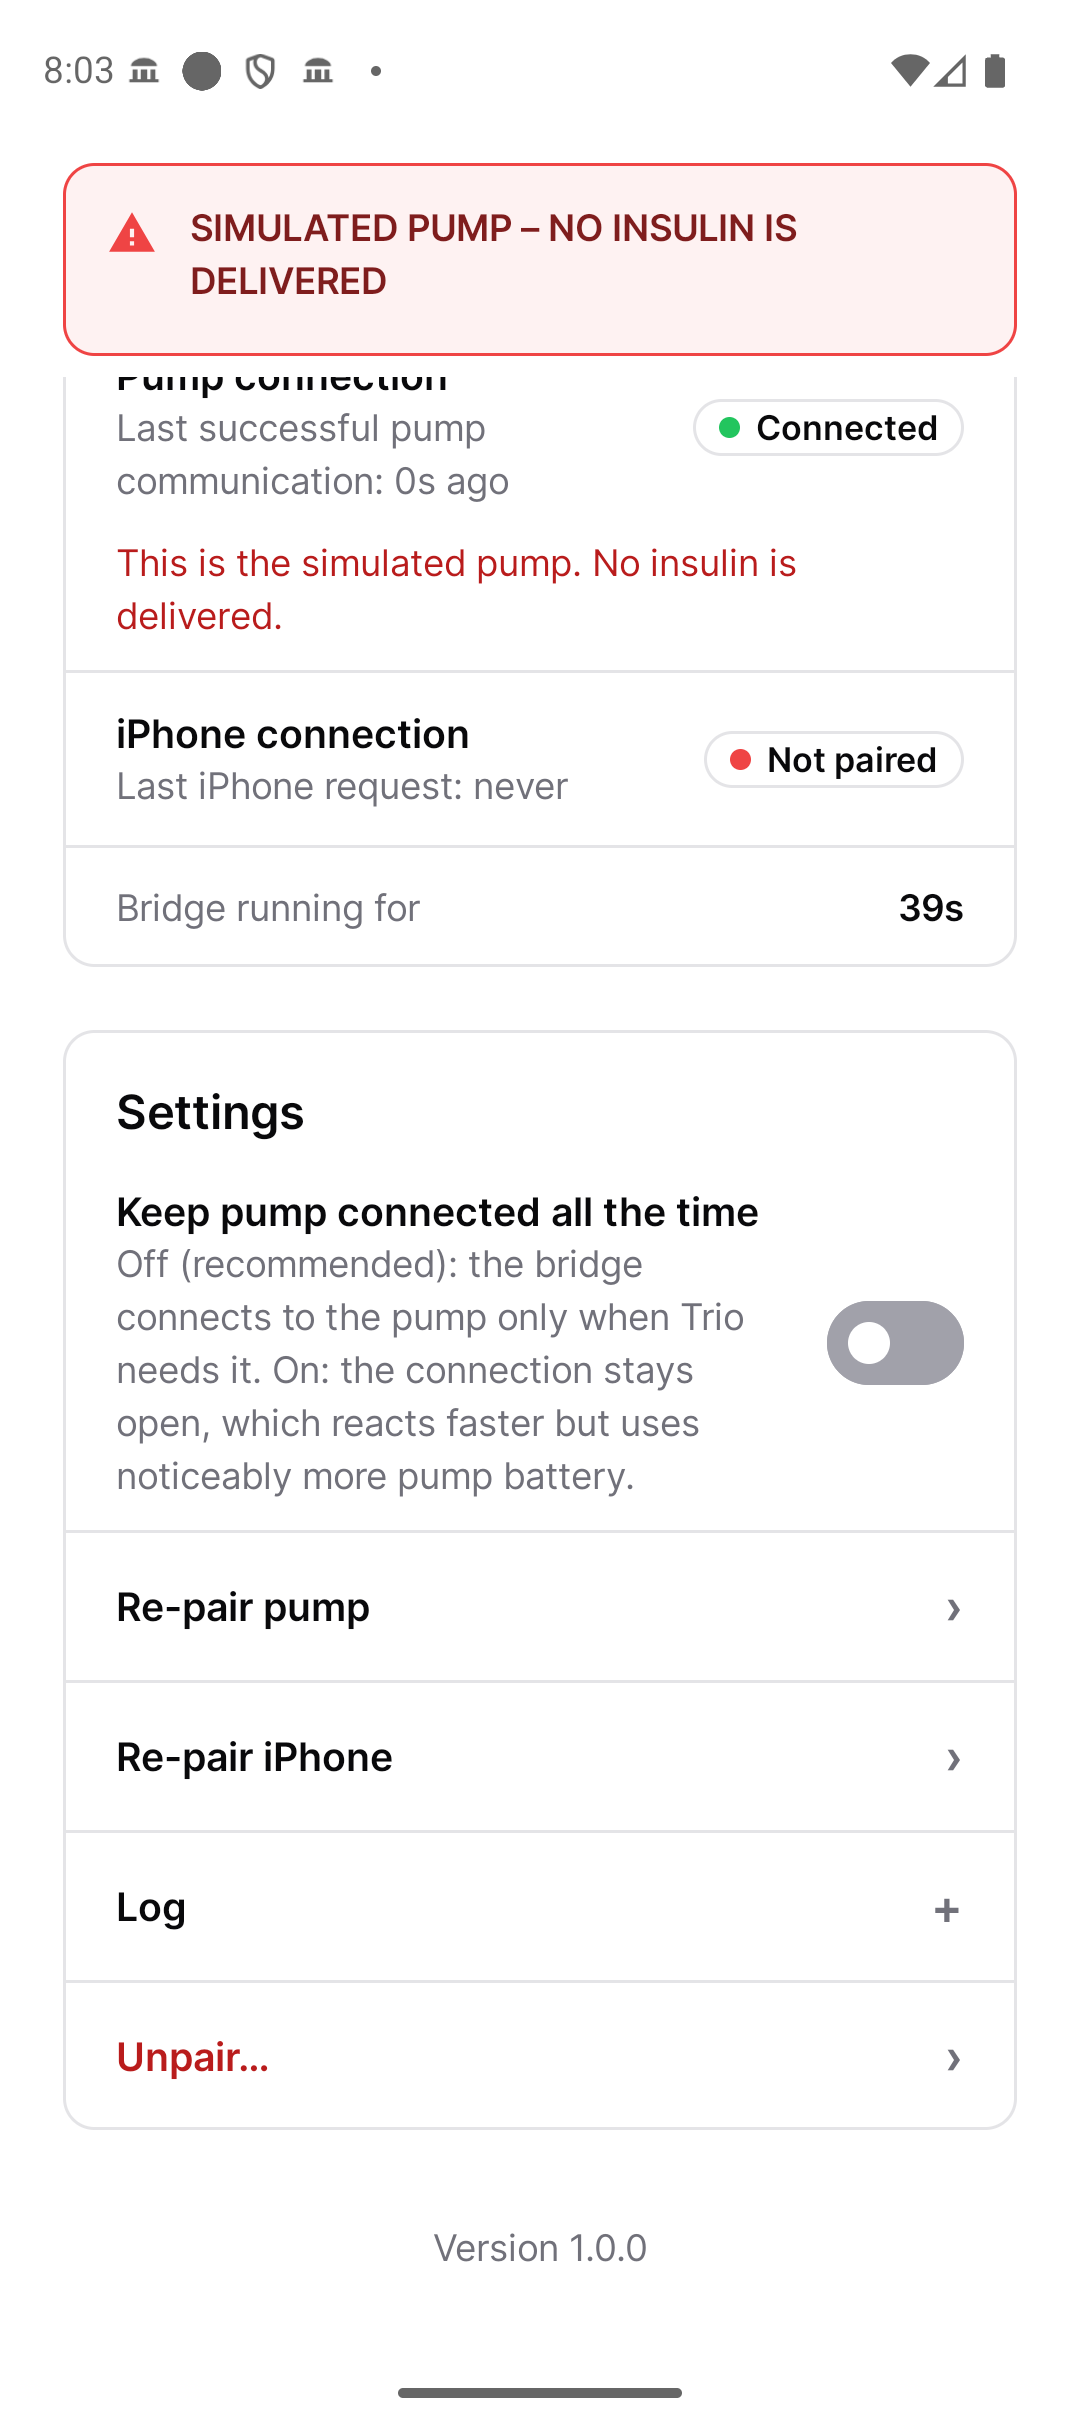 8:03
SIMULATED PUMP – NO INSULIN IS
DELIVERED
Pump connection
Last successful pump
communication: 0s ago
Connected
This is the simulated pump. No insulin is
delivered.
iPhone connection
Last iPhone request: never
Not paired
Bridge running for
39s
Settings
Keep pump connected all the time
Off (recommended): the bridge
connects to the pump only when Trio
needs it. On: the connection stays
open, which reacts faster but uses
noticeably more pump battery.
Re-pair pump
Re-pair iPhone
Log
Unpair...
Version 1.0.0